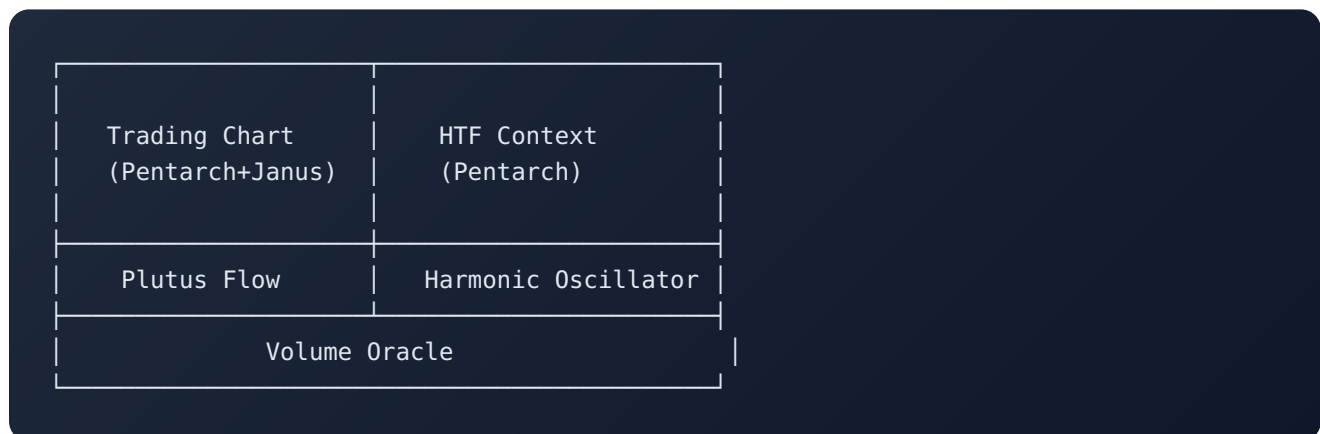 Trading Chart HTF Context
(Pentarch+Janus) (Pentarch)
Plutus Flow Harmonic Oscillator
Volume Oracle